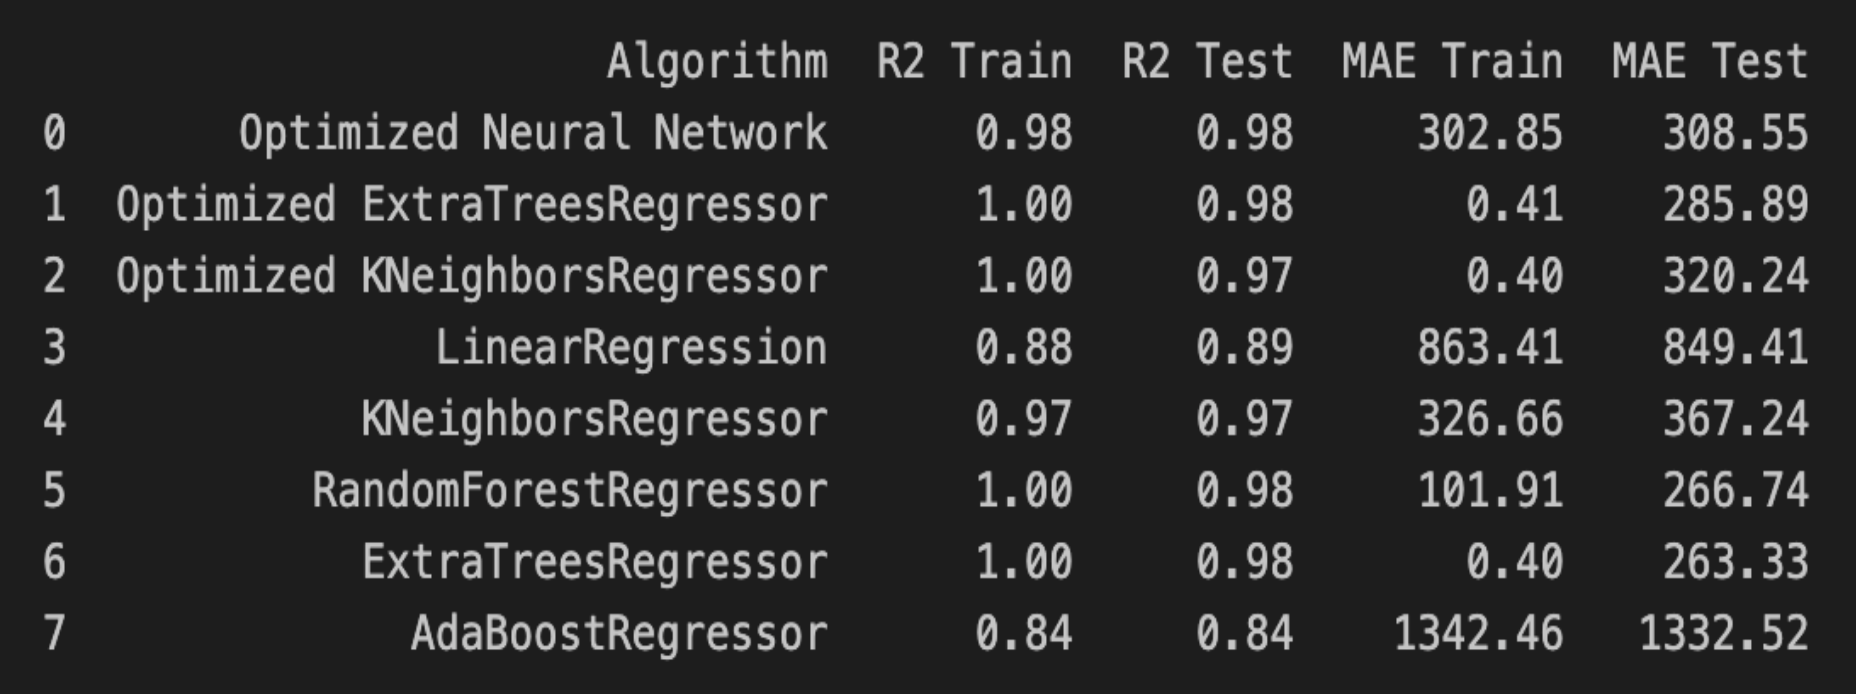 Algorithm R2 Train R2 Test MAE Train MAE Test
0 Optimized Neural Network 0.98 0.98 302.85 308.55
1 Optimized ExtraTreesRegressor 1.00 0.98 0.41 285.89
2 Optimized KNeighborsRegressor 1.00 0.97 0.40 320.24
3 LinearRegression 0.88 0.89 863.41 849.41
4 KNeighborsRegressor 0.97 0.97 326.66 367.24
5 RandomForestRegressor 1.00 0.98 101.91 266.74
6 ExtraTreesRegressor 1.00 0.98 0.40 263.33
7 AdaBoostRegressor 0.84 0.84 1342.46 1332.52